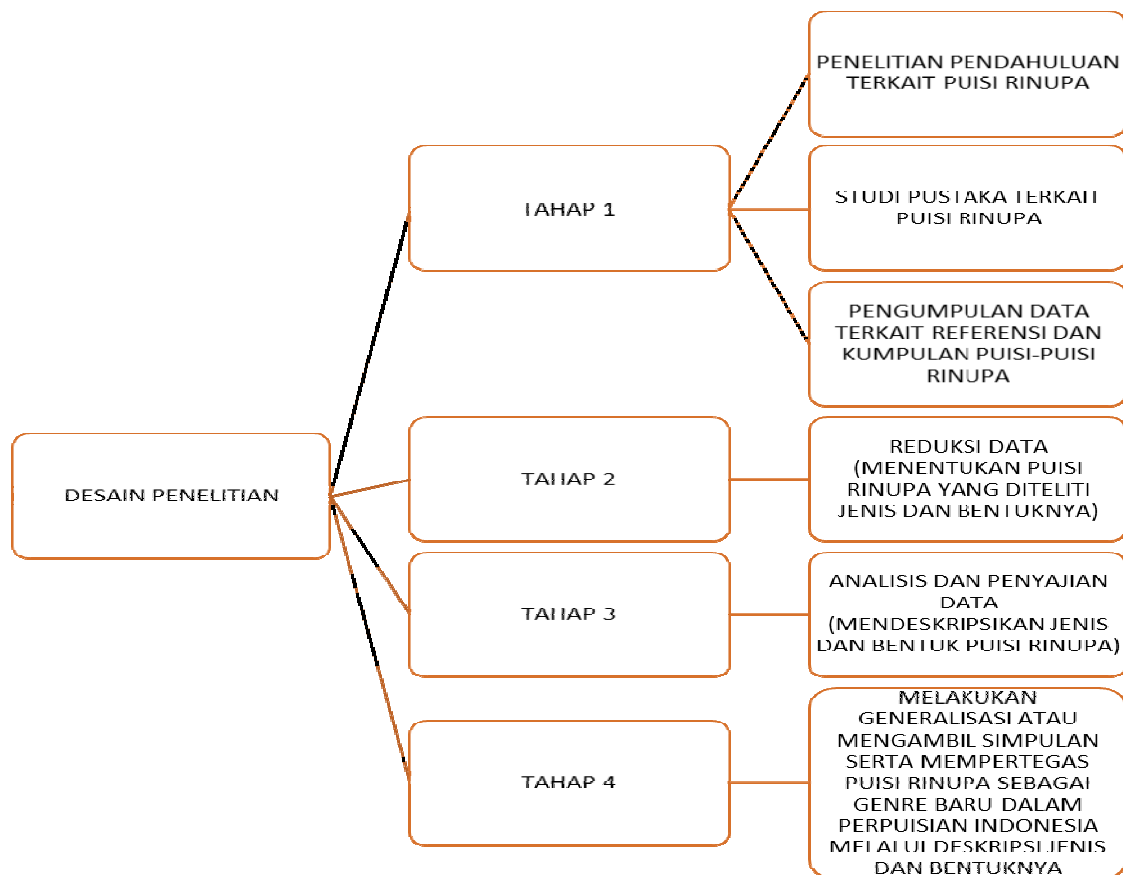 DESAIN PENELITIAN
TAHAP 1
PENELITIAN PENDAHULUAN
TERKAIT PUISI RINUPA
STUDI PUSTAKA TERKAIT
PUISI RINUPA
PENGUMPULAN DATA
TERKAIT REFERENSI DAN
KUMPULAN PUISI-PUISI
RINUPA
TAHAP 2
REDUKSI DATA
(MENENTUKAN PUISI
RINUPA YANG DITELITI
JENIS DAN BENTUKNYA)
TAHAP 3
ANALISIS DAN PENYAJIAN
DATA
(MENDESKRIPSIKAN JENIS
DAN BENTUK PUISI RINUPA)
TAHAP 4
MELAKUKAN
GENERALISASI ATAU
MENGAMBIL SIMPULAN
SERTA MEMPERTEGAS
PUISI RINUPA SEBAGAI
GENRE BARU DALAM
PERPUISIAN INDONESIA
MELALUI DESKRIPSI JENIS
DAN BENTUKNYA